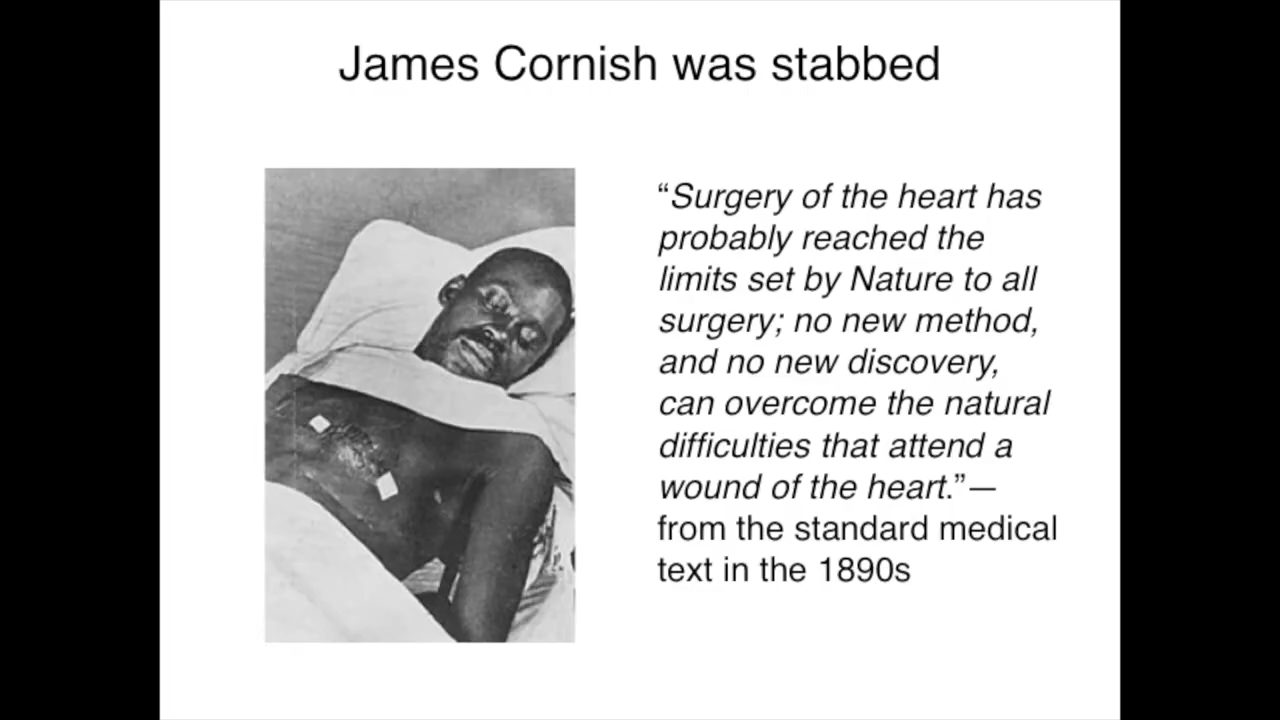 James Cornish was stabbed
“Surgery of the heart has
probably reached the
limits set by Nature to all
surgery; no new method,
and no new discovery,
can overcome the natural
difficulties that attend a
wound of the heart.”—
from the standard medical
text in the 1890s